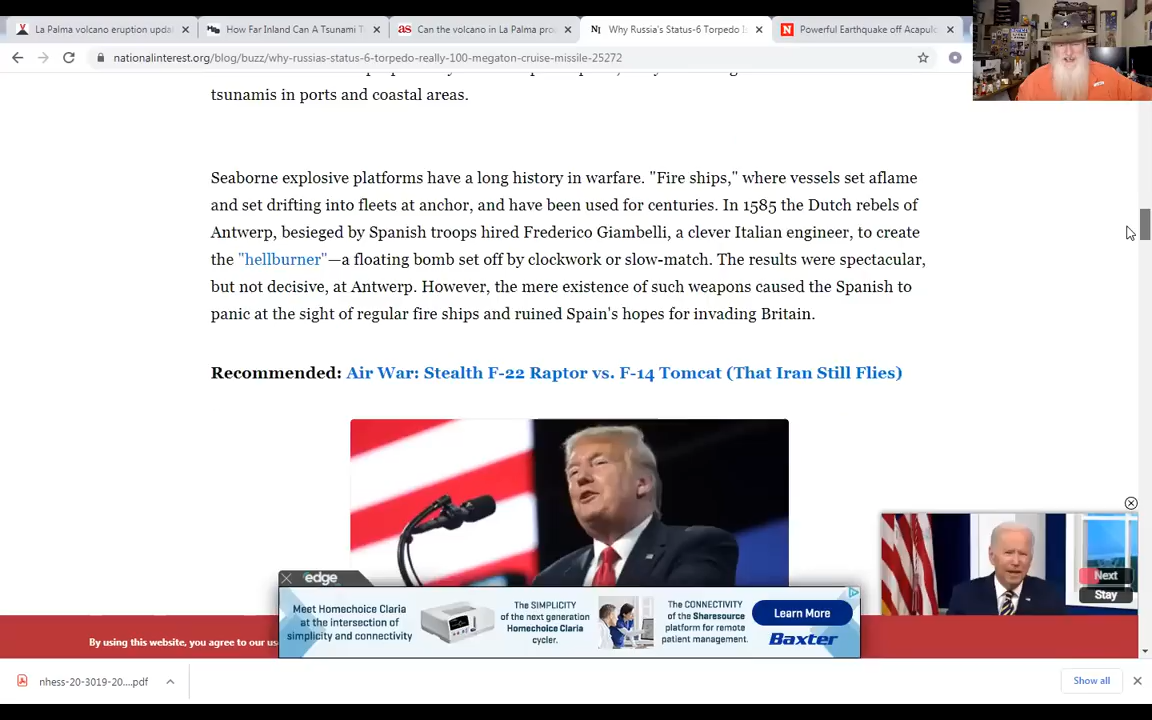 La Palma volcano eruption upda
How Far Inland Can A Tsunami T
as
Can the volcano in La Palma pro
Why Russia's Status-6 Torpedo I
N
Powerful Earthquake off Acapulc
nationalinterest.org/blog/buzz/why-russias-status-6-torpedo-really-100-megaton-cruise-missile-25272
tsunamis in ports and coastal areas.
Seaborne explosive platforms have a long history in warfare. "Fire ships," where vessels set aflame
and set drifting into fleets at anchor, and have been used for centuries. In 1585 the Dutch rebels of
Antwerp, besieged by Spanish troops hired Frederico Giambelli, a clever Italian engineer, to create
the "hellburner"—a floating bomb set off by clockwork or slow-match. The results were spectacular,
but not decisive, at Antwerp. However, the mere existence of such weapons caused the Spanish to
panic at the sight of regular fire ships and ruined Spain's hopes for invading Britain.
Recommended: Air War: Stealth F-22 Raptor vs. F-14 Tomcat (That Iran Still Flies)
Next
Stay
edge
Meet Homechoice Claria
at the intersection of
simplicity and connectivity
The SIMPLICITY
of the next generation
Homechoice Claria
cycler.
The CONNECTIVITY
of the Sharesource
platform for remote
patient management.
Learn More
Baxter
By using this website, you agree to our us
nhess-20-3019-20....pdf
Show all